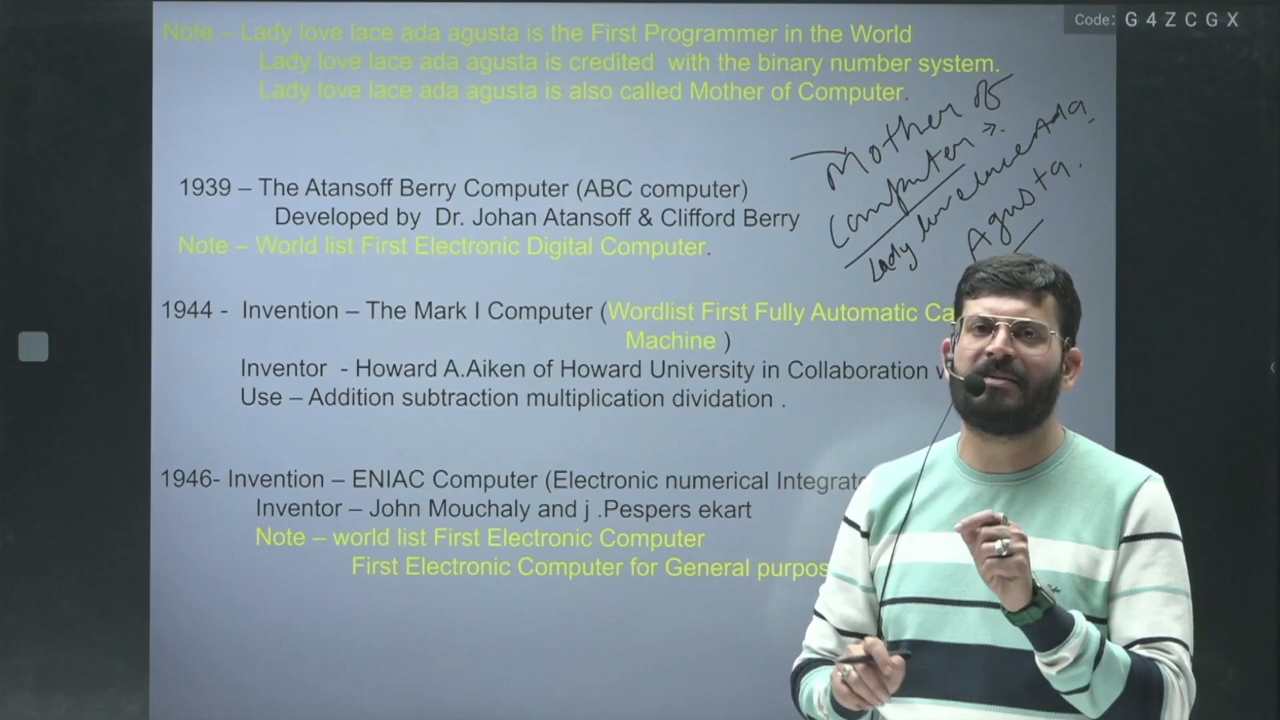 Code: G 4 Z C G X
Note – Lady love lace ada agusta is the First Programmer in the World
Lady love lace ada agusta is credited with the binary number system.
Lady love lace ada agusta is also called Mother of Computer.
Mother of
Computer
Lady lovelace Ada
Agusta.
1939 – The Atansoff Berry Computer (ABC computer)
Developed by Dr. Johan Atansoff & Clifford Berry
Note – World list First Electronic Digital Computer.
1944 - Invention – The Mark I Computer (Wordlist First Fully Automatic Ca
Machine )
Inventor - Howard A.Aiken of Howard University in Collaboration
Use – Addition subtraction multiplication dividation .
1946- Invention – ENIAC Computer (Electronic numerical Integrat
Inventor – John Mouchaly and j .Pespers ekart
Note – world list First Electronic Computer
First Electronic Computer for General purpos